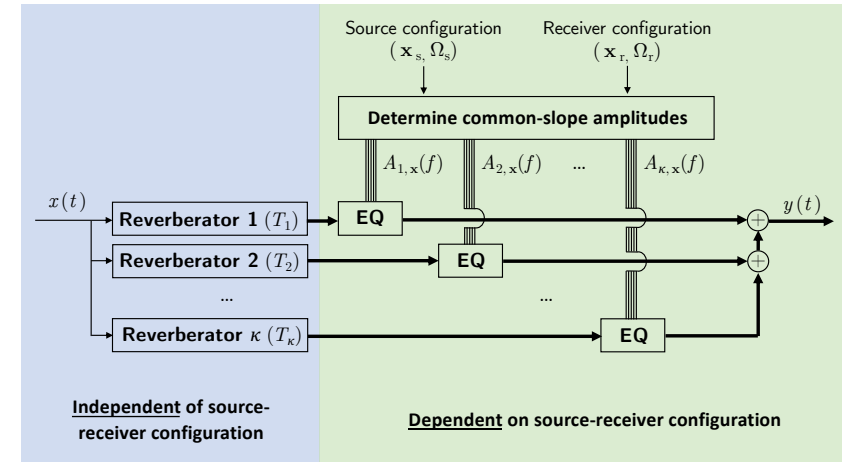 Source configuration
(x_s, Ω_s)
Receiver configuration
(x_r, Ω_r)
Determine common-slope amplitudes
A_{1,x}(f)
A_{2,x}(f)
...
A_{κ,x}(f)
x(t)
Reverberator 1 (T_1)
EQ
+
y(t)
Reverberator 2 (T_2)
EQ
+
...
...
Reverberator κ (T_κ)
EQ
Independent of source-
receiver configuration
Dependent on source-receiver configuration